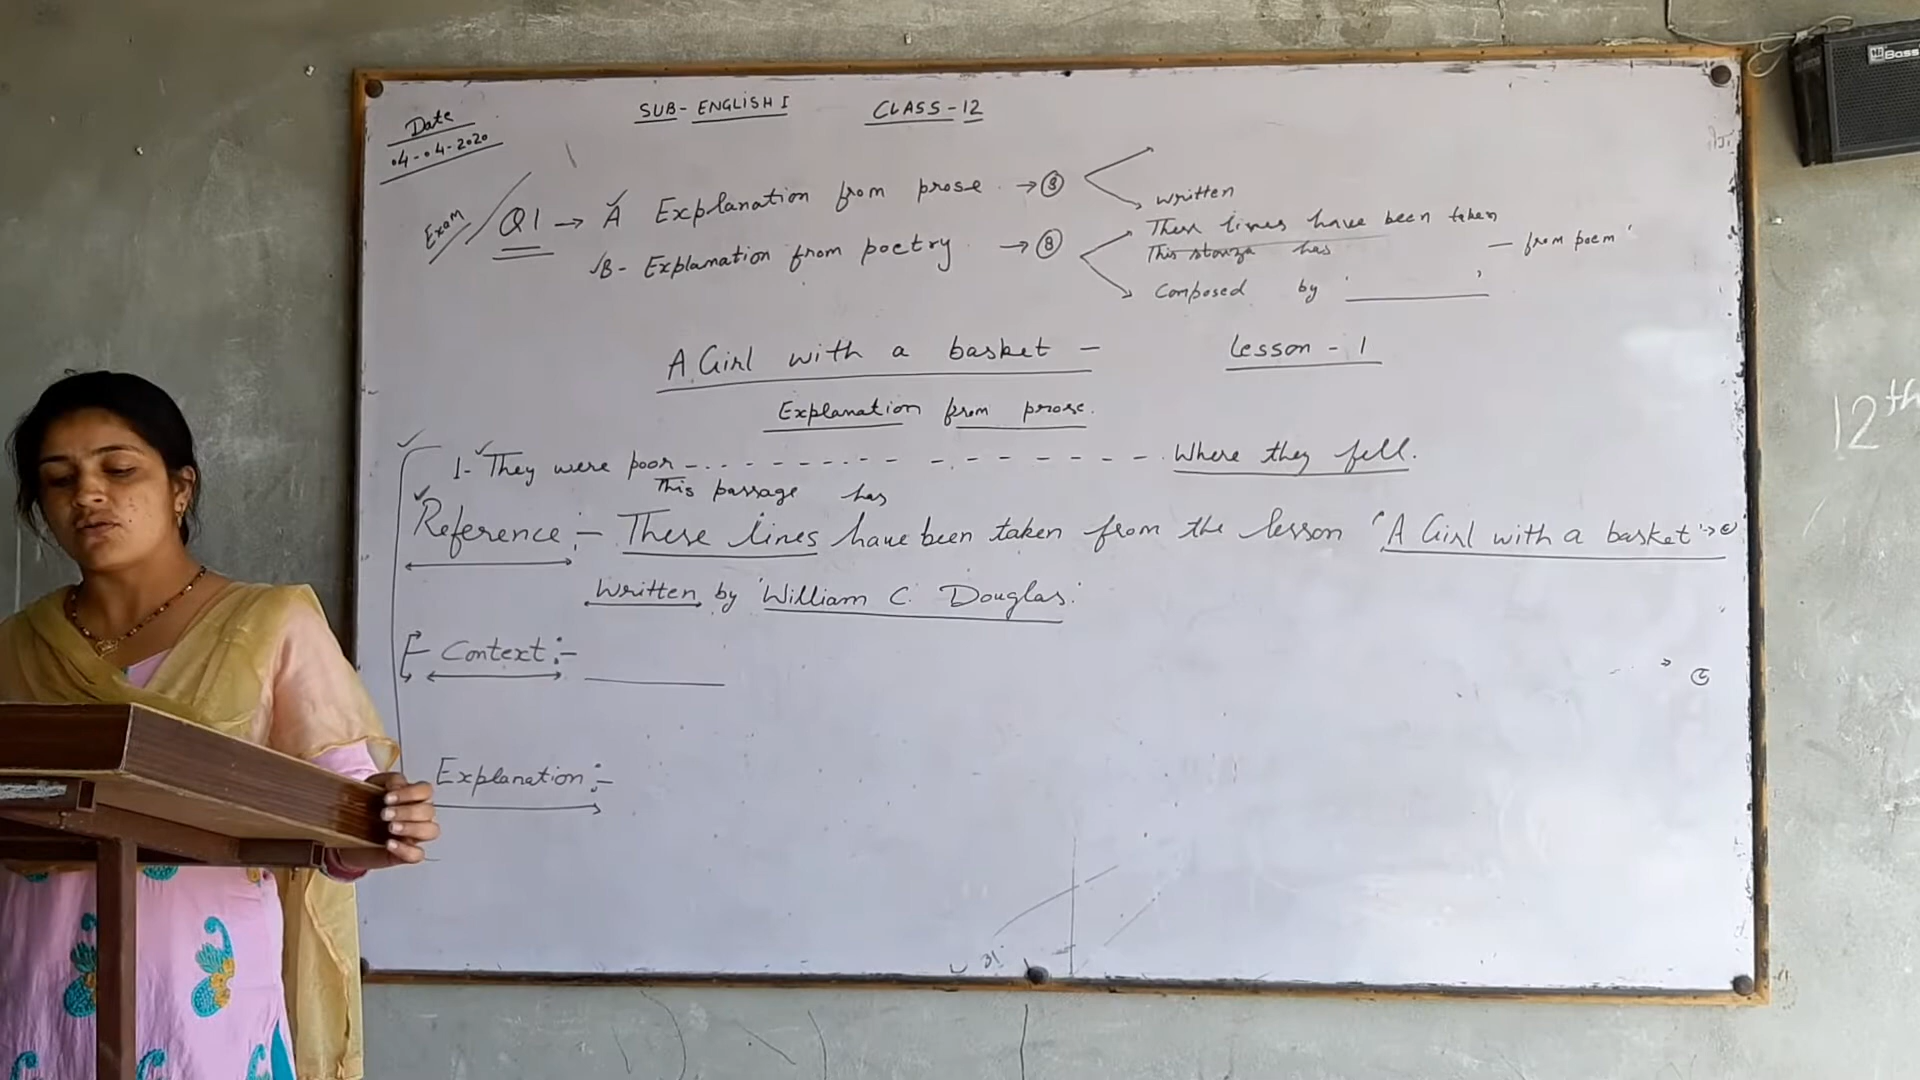 SUB- ENGLISH I CLASS-12
Date
04-04-2020
Exam
Q1 → A Explanation from prose → 8
written
B- Explanation from poetry → 8
These lines have been taken
This stanza has — from poem'
Composed by '________'
A Girl with a basket — Lesson - 1
Explanation from prose.
1- They were poor - - - - - - - - - - - - - - - - Where they fell.
This passage has
Reference:- These lines have been taken from the lesson 'A Girl with a basket'
Written by 'William C. Douglas.'
Context:- ________
Explanation:-
12th
Boss